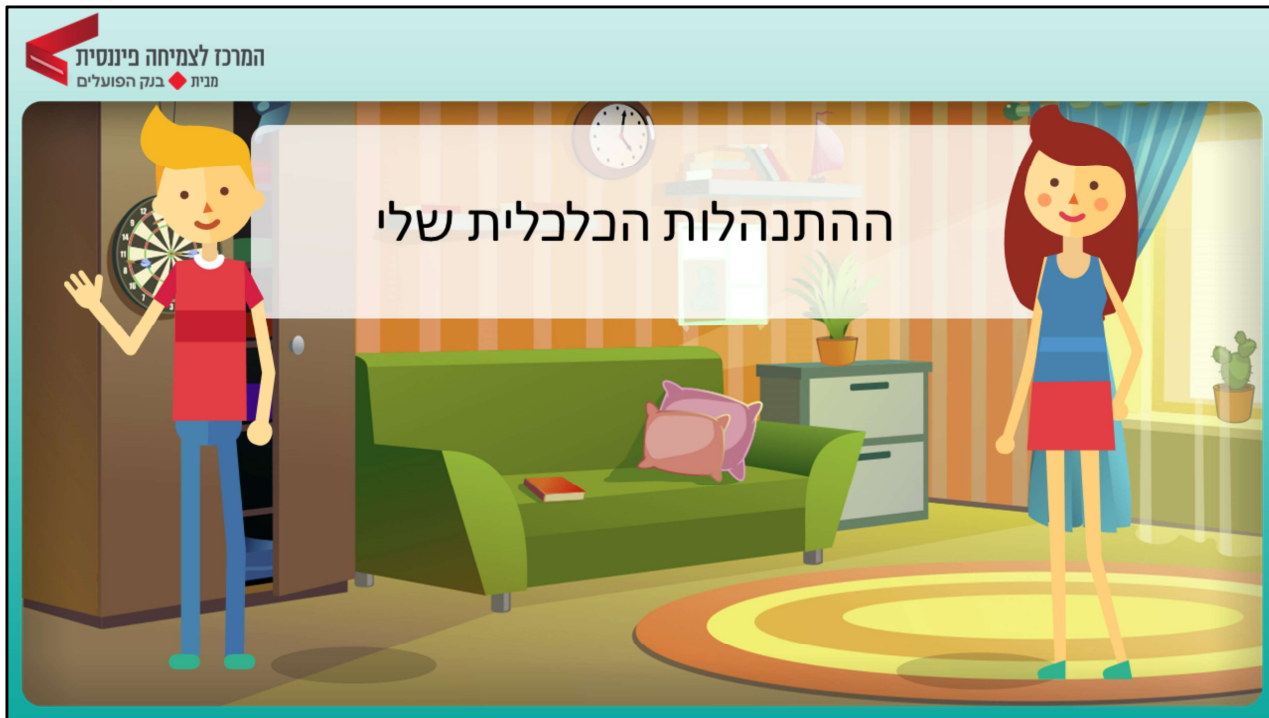 המרכז לצמיחה פיננסית
מבית בנק הפועלים
ההתנהלות הכלכלית שלי